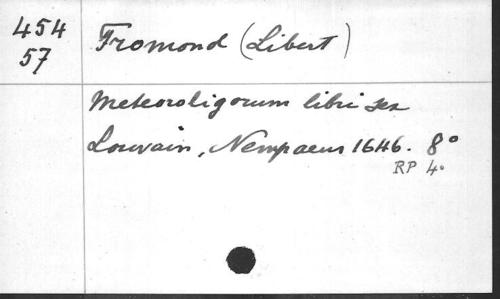 454
57
Fromond (Libert)
Meteoroligorum libri sex
Louvain, Nempaeus 1646. 8°
RP 4.